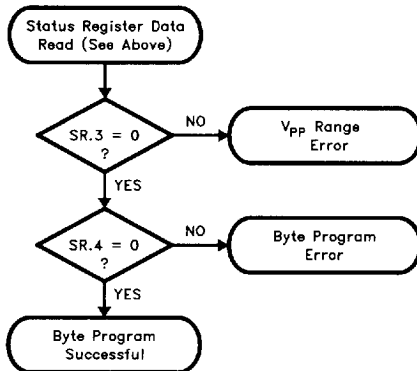 Status Register Data
Read (See Above)
SR.3 = 0
?
NO
VPP Range
Error
YES
SR.4 = 0
?
NO
Byte Program
Error
YES
Byte Program
Successful